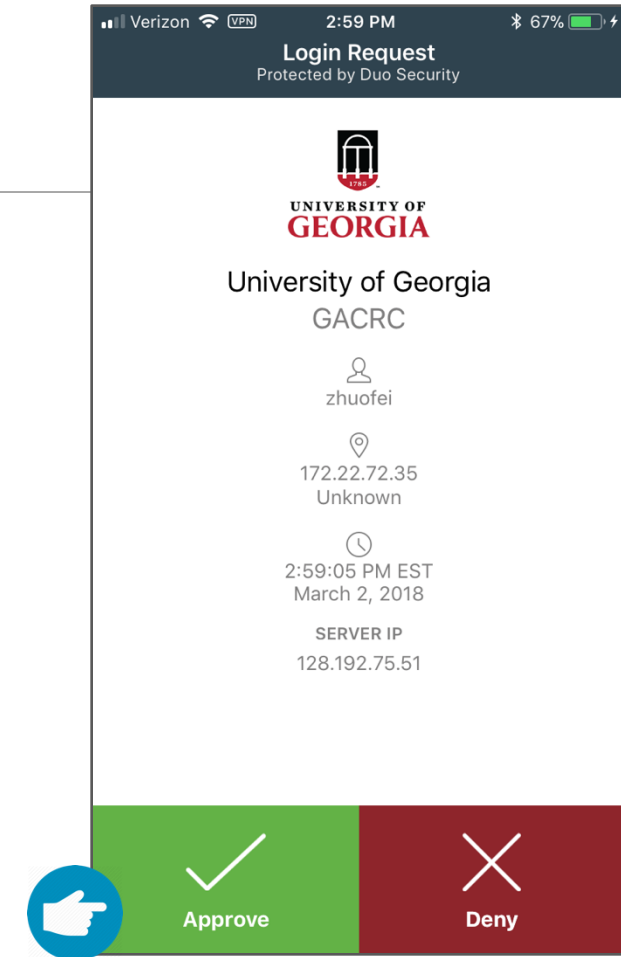 Verizon VPN 2:59 PM 67%
Login Request
Protected by Duo Security
1785
UNIVERSITY OF
GEORGIA
University of Georgia
GACRC
zhuofei
172.22.72.35
Unknown
2:59:05 PM EST
March 2, 2018
SERVER IP
128.192.75.51
Approve Deny